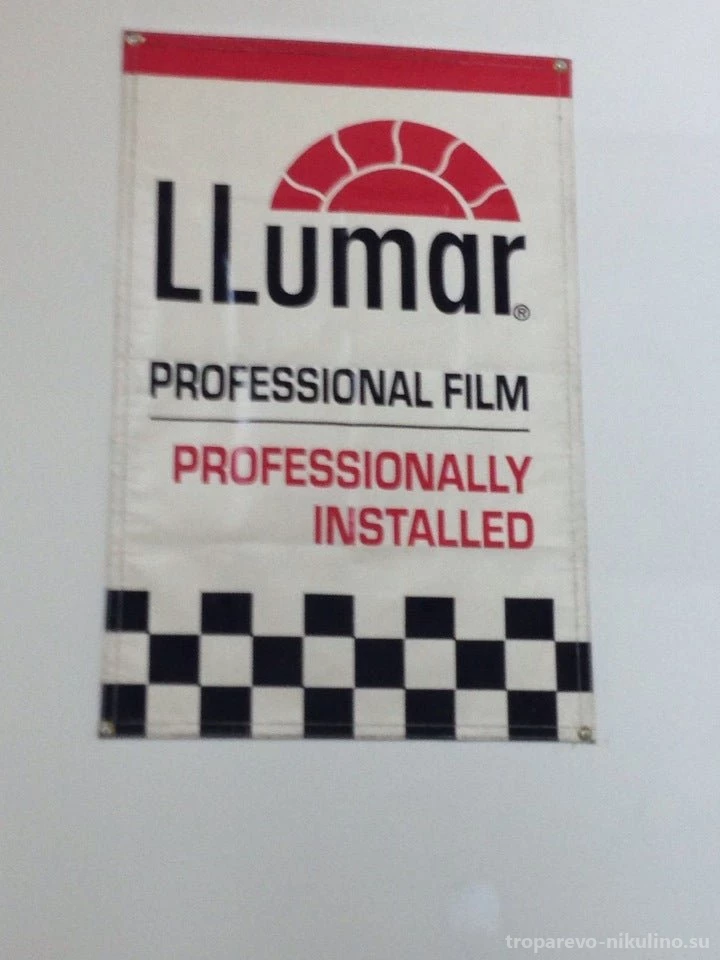 LLumar®
PROFESSIONAL FILM
PROFESSIONALLY
INSTALLED
troparevo-nikulino.su